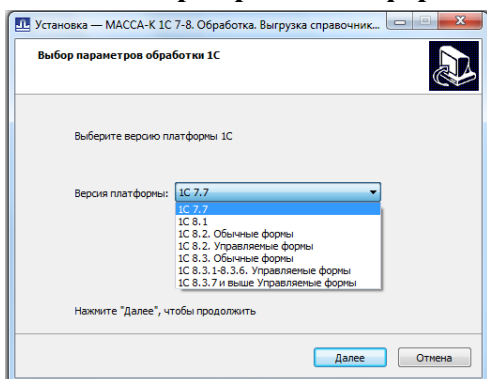 Установка — МАССА-К 1С 7-8. Обработка. Выгрузка справочник...
Выбор параметров обработки 1С
Выберите версию платформы 1С
Версия платформы: 1С 7.7
1С 7.7
1С 8.1
1С 8.2. Обычные формы
1С 8.2. Управляемые формы
1С 8.3. Обычные формы
1С 8.3.1-8.3.6. Управляемые формы
1С 8.3.7 и выше Управляемые формы
Нажмите "Далее", чтобы продолжить
Далее Отмена